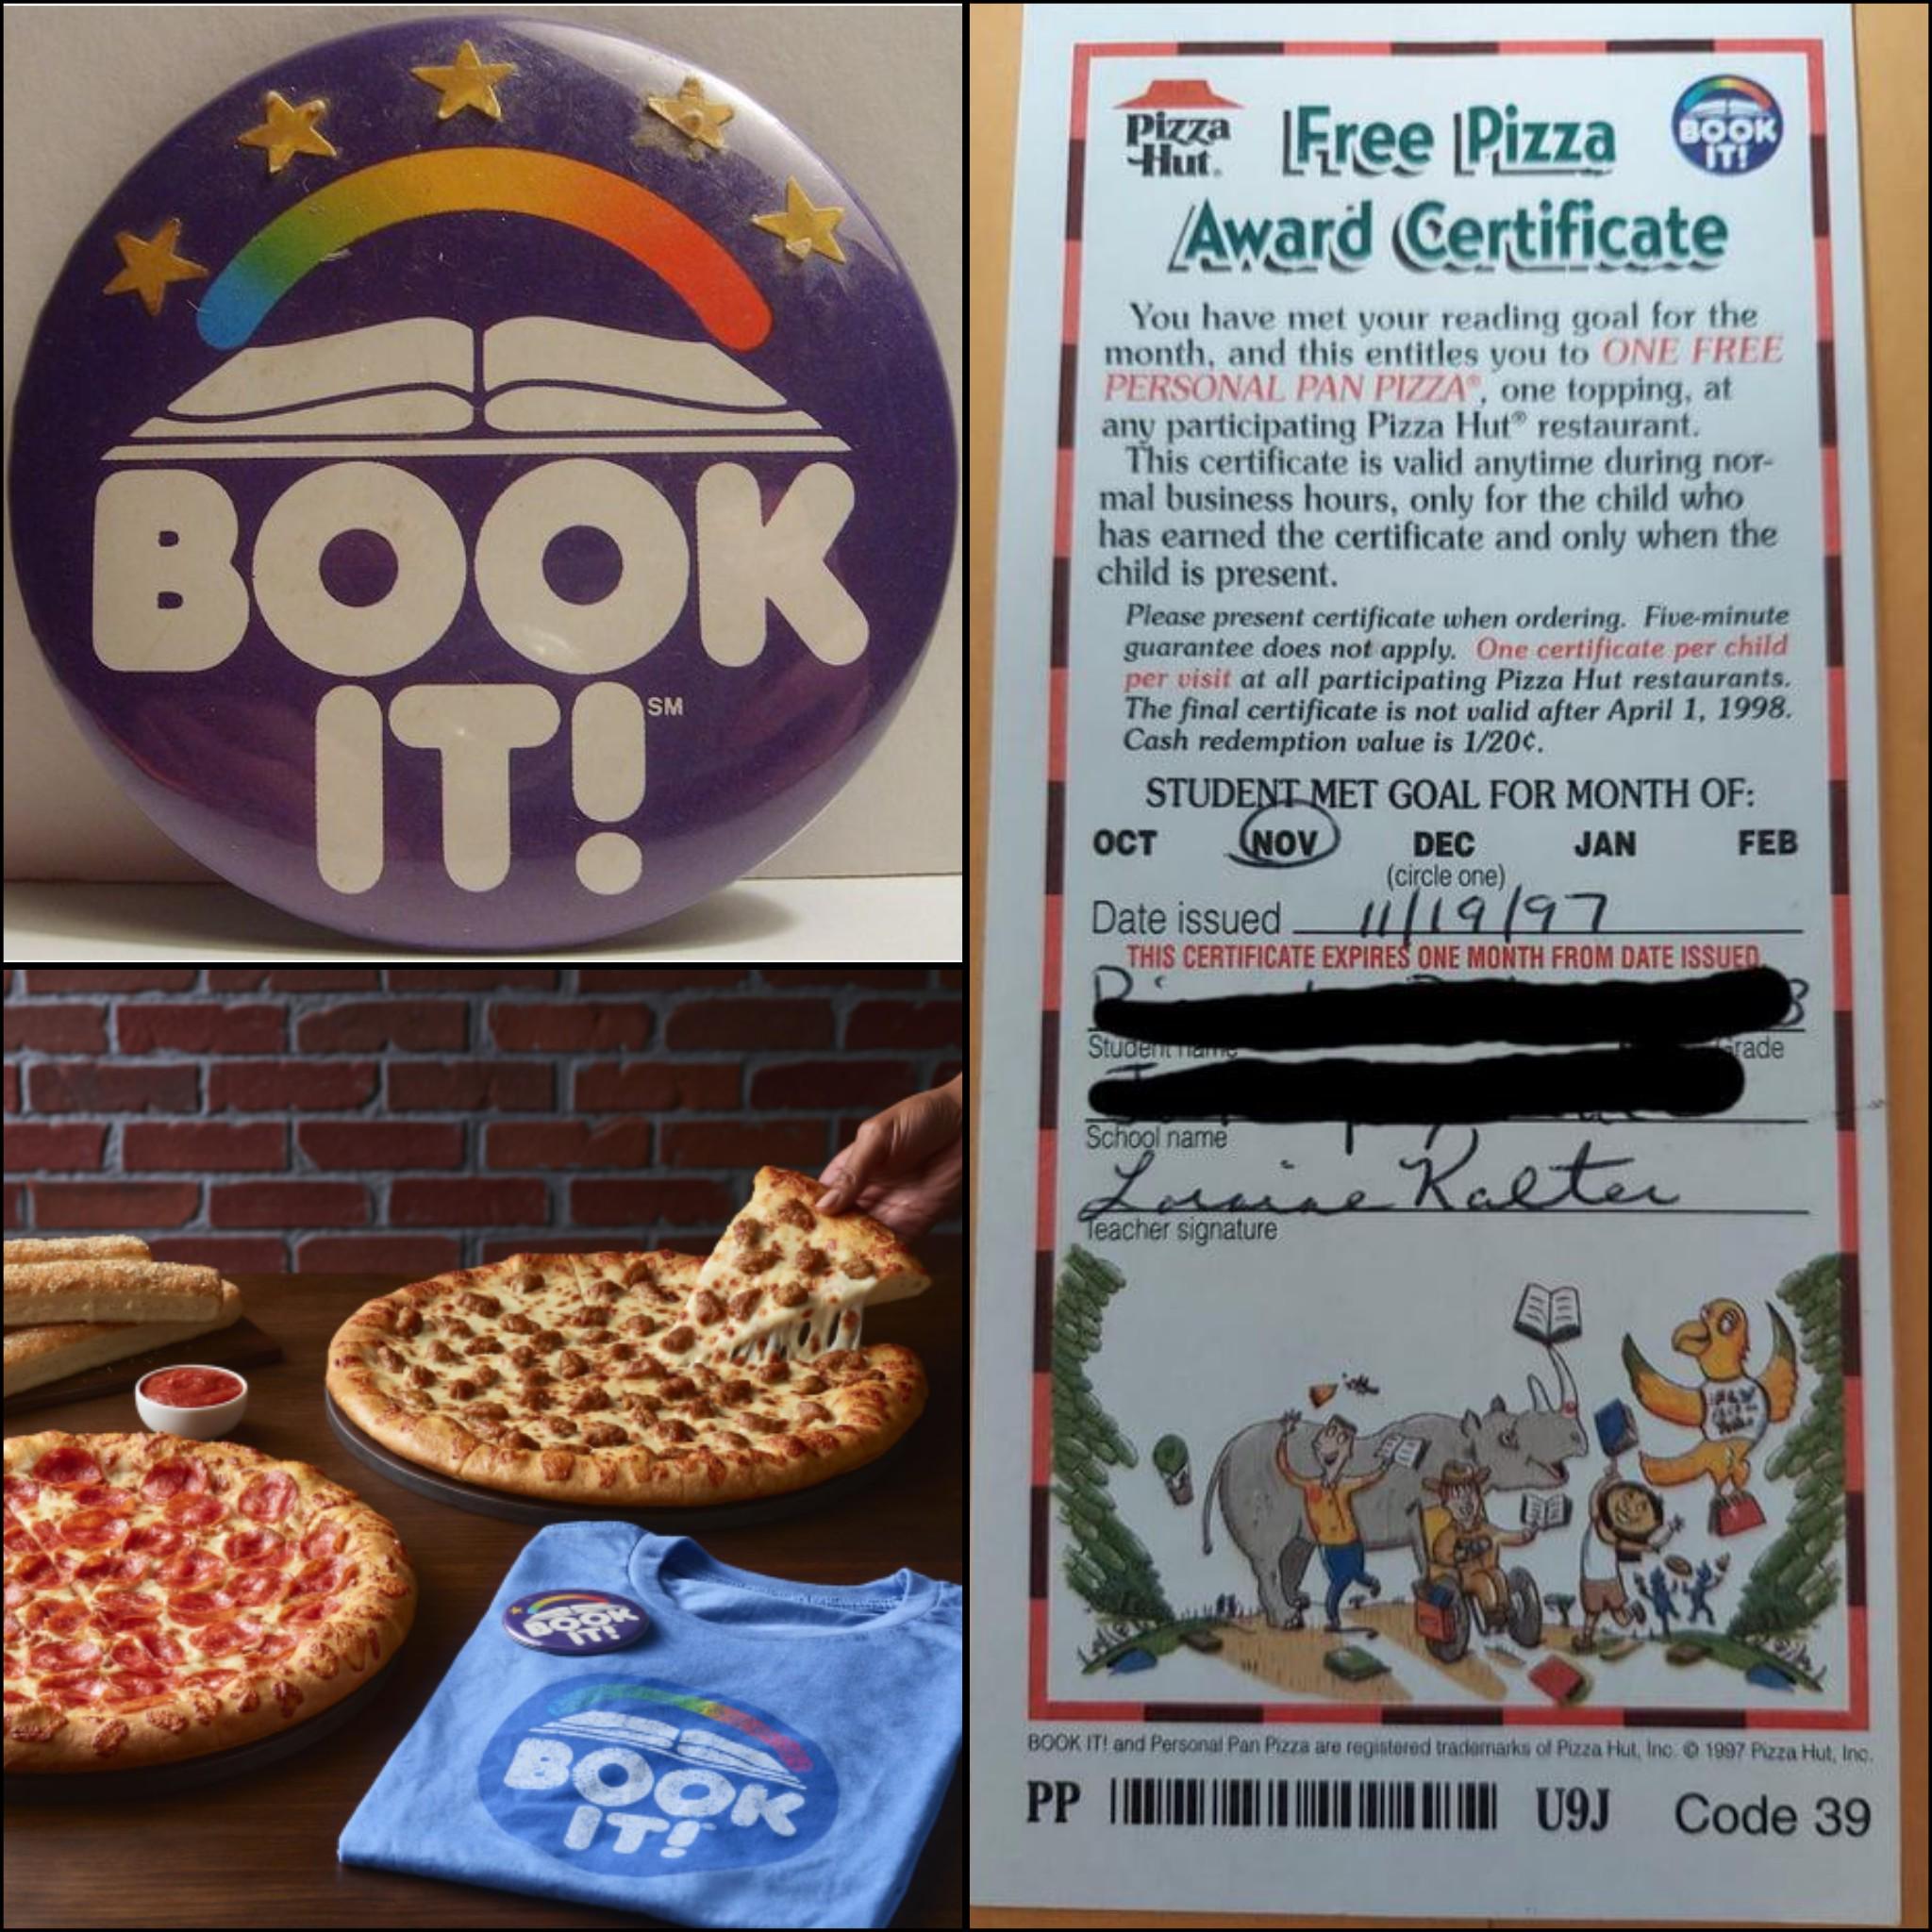 BOOK
IT!
SM
Pizza
Hut®
Free Pizza
BOOK
IT!
Award Certificate
You have met your reading goal for the
month, and this entitles you to ONE FREE
PERSONAL PAN PIZZA®, one topping, at
any participating Pizza Hut® restaurant.
This certificate is valid anytime during nor-
mal business hours, only for the child who
has earned the certificate and only when the
child is present.
Please present certificate when ordering. Five-minute
guarantee does not apply. One certificate per child
per visit at all participating Pizza Hut restaurants.
The final certificate is not valid after April 1, 1998.
Cash redemption value is 1/20¢.
STUDENT MET GOAL FOR MONTH OF:
OCT NOV DEC JAN FEB
(circle one)
Date issued 11/19/97
THIS CERTIFICATE EXPIRES ONE MONTH FROM DATE ISSUED.
Student name Grade
School name
Lorraine Kalter
Teacher signature
BOOK IT! and Personal Pan Pizza are registered trademarks of Pizza Hut, Inc. © 1997 Pizza Hut, Inc.
PP U9J Code 39
BOOK
IT!
BOOK
IT!